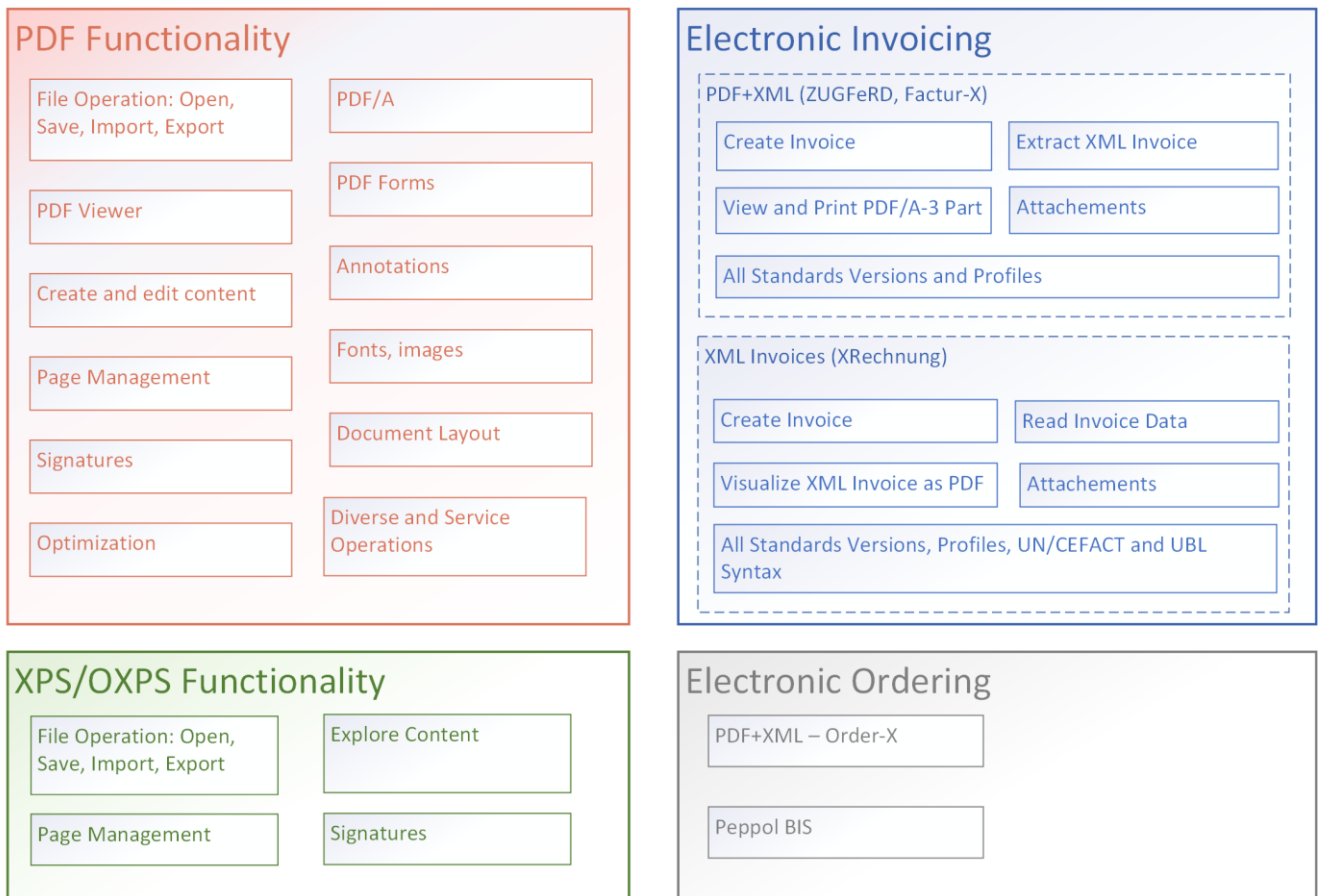 PDF Functionality
File Operation: Open,
Save, Import, Export
PDF Viewer
Create and edit content
Page Management
Signatures
Optimization
PDF/A
PDF Forms
Annotations
Fonts, images
Document Layout
Diverse and Service
Operations
Electronic Invoicing
PDF+XML (ZUGFeRD, Factur-X)
Create Invoice
Extract XML Invoice
View and Print PDF/A-3 Part
Attachements
All Standards Versions and Profiles
XML Invoices (XRechnung)
Create Invoice
Read Invoice Data
Visualize XML Invoice as PDF
Attachements
All Standards Versions, Profiles, UN/CEFACT and UBL
Syntax
XPS/OXPS Functionality
File Operation: Open,
Save, Import, Export
Explore Content
Page Management
Signatures
Electronic Ordering
PDF+XML – Order-X
Peppol BIS